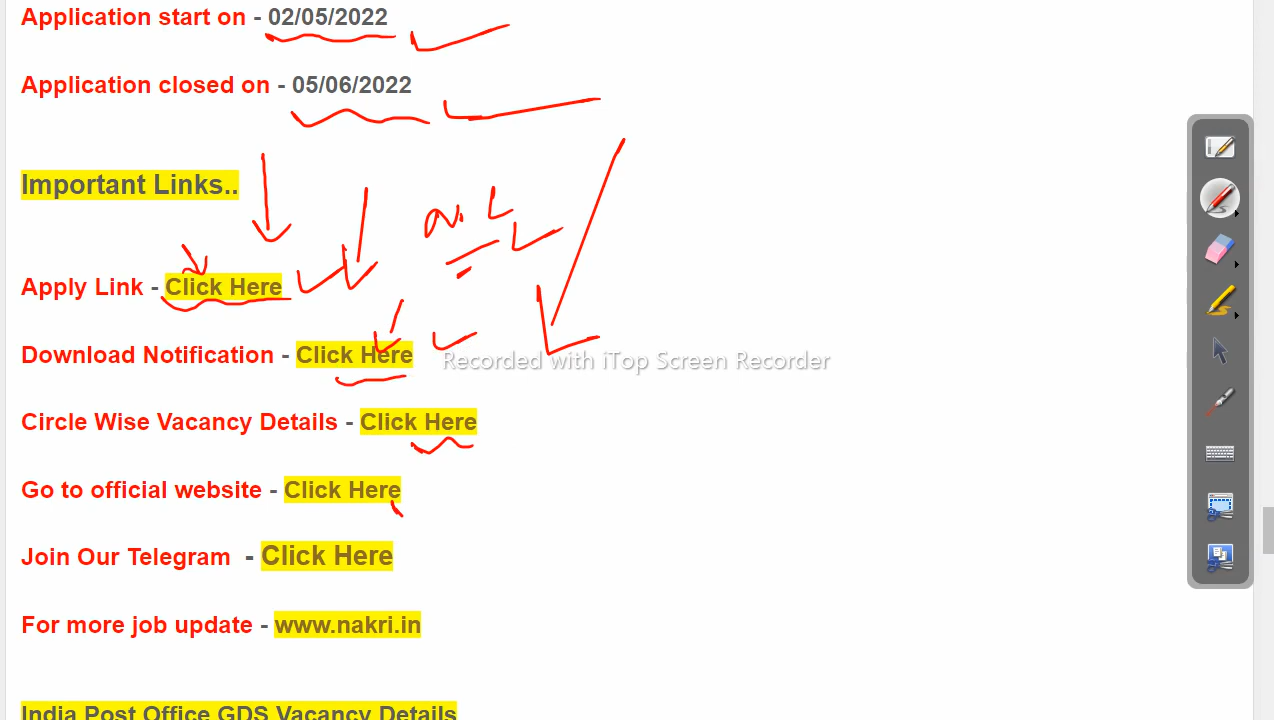 Application start on - 02/05/2022
Application closed on - 05/06/2022
Important Links..
Apply Link - Click Here
Download Notification - Click Here
Recorded with iTop Screen Recorder
Circle Wise Vacancy Details - Click Here
Go to official website - Click Here
Join Our Telegram - Click Here
For more job update - www.nakri.in
India Post Office GDS Vacancy Details